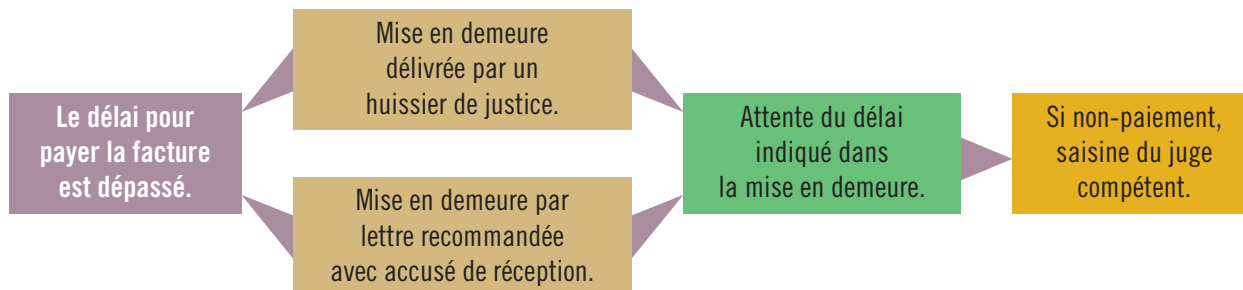 Le délai pour
payer la facture
est dépassé.
Mise en demeure
délivrée par un
huissier de justice.
Mise en demeure par
lettre recommandée
avec accusé de réception.
Attente du délai
indiqué dans
la mise en demeure.
Si non-paiement,
saisine du juge
compétent.